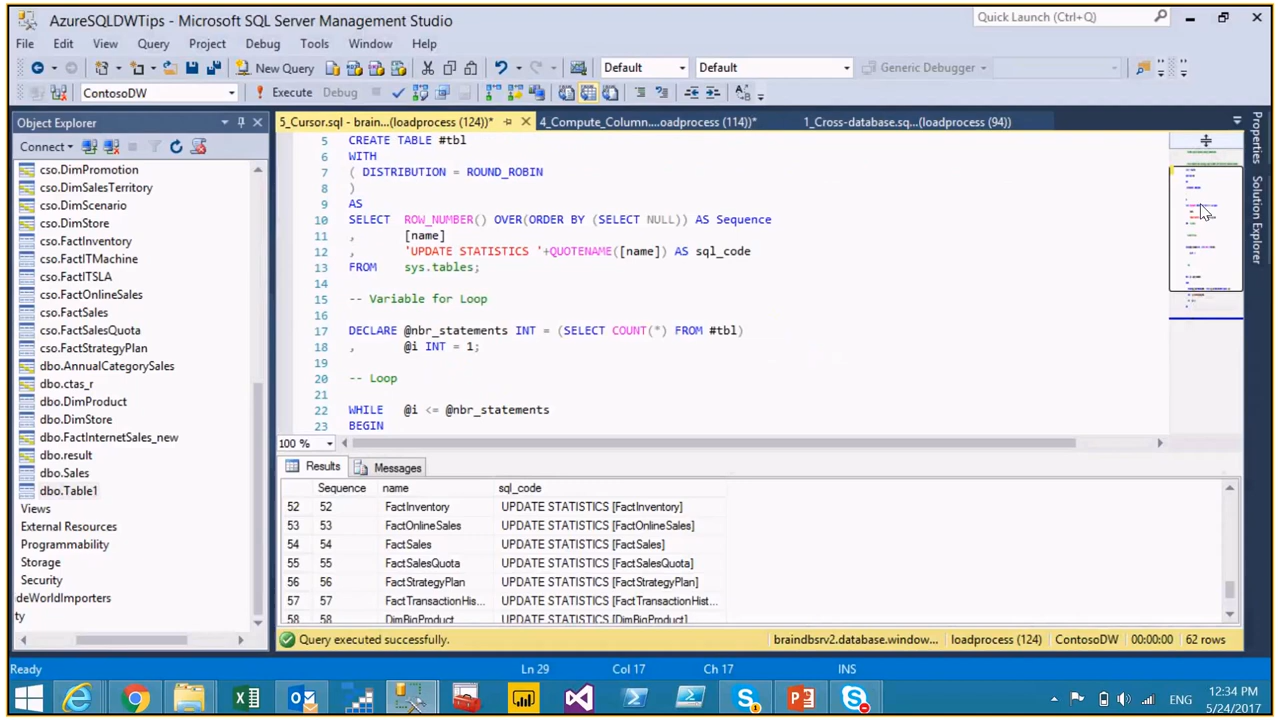 AzureSQLDWTips - Microsoft SQL Server Management Studio
Quick Launch (Ctrl+Q)
File Edit View Query Project Debug Tools Window Help
New Query Default Default Generic Debugger
ContosoDW Execute Debug
Object Explorer
5_Cursor.sql - brain...(loadprocess (124))* 4_Compute_Column....oadprocess (114))* 1_Cross-database.sq...(loadprocess (94))
Connect
cso.DimPromotion
cso.DimSalesTerritory
cso.DimScenario
cso.DimStore
cso.FactInventory
cso.FactITMachine
cso.FactITSLA
cso.FactOnlineSales
cso.FactSales
cso.FactSalesQuota
cso.FactStrategyPlan
dbo.AnnualCategorySales
dbo.ctas_r
dbo.DimProduct
dbo.DimStore
dbo.FactInternetSales_new
dbo.result
dbo.Sales
dbo.Table1
Views
External Resources
Programmability
Storage
Security
deWorldImporters
ty
5 CREATE TABLE #tbl
6 WITH
7 ( DISTRIBUTION = ROUND_ROBIN
8 )
9 AS
10 SELECT ROW_NUMBER() OVER(ORDER BY (SELECT NULL)) AS Sequence
11 , [name]
12 , 'UPDATE STATISTICS '+QUOTENAME([name]) AS sql_code
13 FROM sys.tables;
14
15 -- Variable for Loop
16
17 DECLARE @nbr_statements INT = (SELECT COUNT(*) FROM #tbl)
18 , @i INT = 1;
19
20 -- Loop
21
22 WHILE @i <= @nbr_statements
23 BEGIN
100 %
Results Messages
Sequence name sql_code
52 52 FactInventory UPDATE STATISTICS [FactInventory]
53 53 FactOnlineSales UPDATE STATISTICS [FactOnlineSales]
54 54 FactSales UPDATE STATISTICS [FactSales]
55 55 FactSalesQuota UPDATE STATISTICS [FactSalesQuota]
56 56 FactStrategyPlan UPDATE STATISTICS [FactStrategyPlan]
57 57 FactTransactionHis... UPDATE STATISTICS [FactTransactionHist...
58 58 DimBigProduct UPDATE STATISTICS [DimBigProduct]
Properties
Solution Explorer
Query executed successfully. braindbsrv2.database.window... loadprocess (124) ContosoDW 00:00:00 62 rows
Ready Ln 29 Col 17 Ch 17 INS
ENG 12:34 PM
5/24/2017